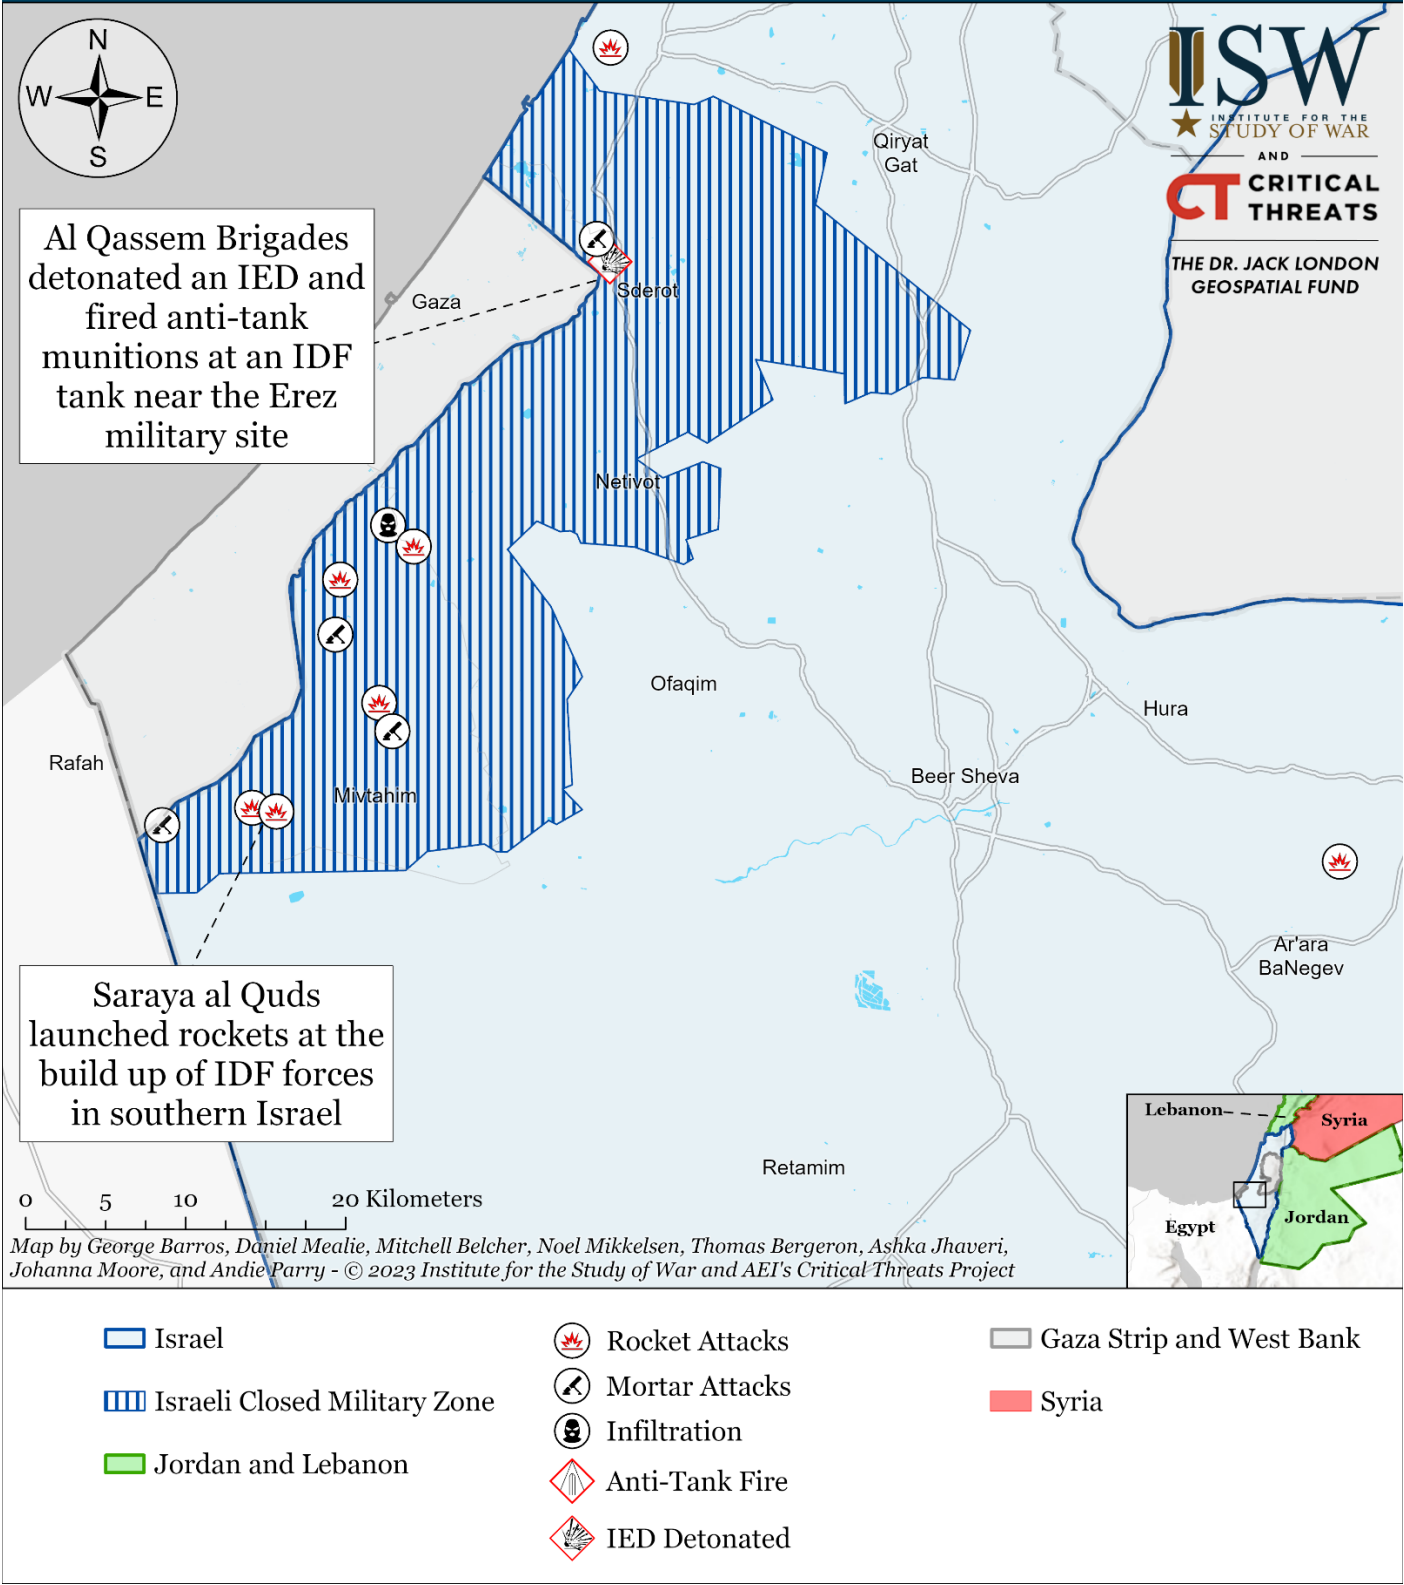 N
W
E
S
ISW
INSTITUTE FOR THE
STUDY OF WAR
AND
CT CRITICAL
THREATS
THE DR. JACK LONDON
GEOSPATIAL FUND
Qiryat
Gat
Al Qassem Brigades
detonated an IED and
fired anti-tank
munitions at an IDF
tank near the Erez
military site
Gaza
Sderot
Netivot
Ofaqim
Hura
Rafah
Beer Sheva
Mivtahim
Ar'ara
BaNegev
Saraya al Quds
launched rockets at the
build up of IDF forces
in southern Israel
Retamim
Lebanon
Syria
Egypt
Jordan
0 5 10 20 Kilometers
Map by George Barros, Daniel Mealie, Mitchell Belcher, Noel Mikkelsen, Thomas Bergeron, Ashka Jhaveri,
Johanna Moore, and Andie Parry - © 2023 Institute for the Study of War and AEI's Critical Threats Project
Israel
Israeli Closed Military Zone
Jordan and Lebanon
Rocket Attacks
Mortar Attacks
Infiltration
Anti-Tank Fire
IED Detonated
Gaza Strip and West Bank
Syria